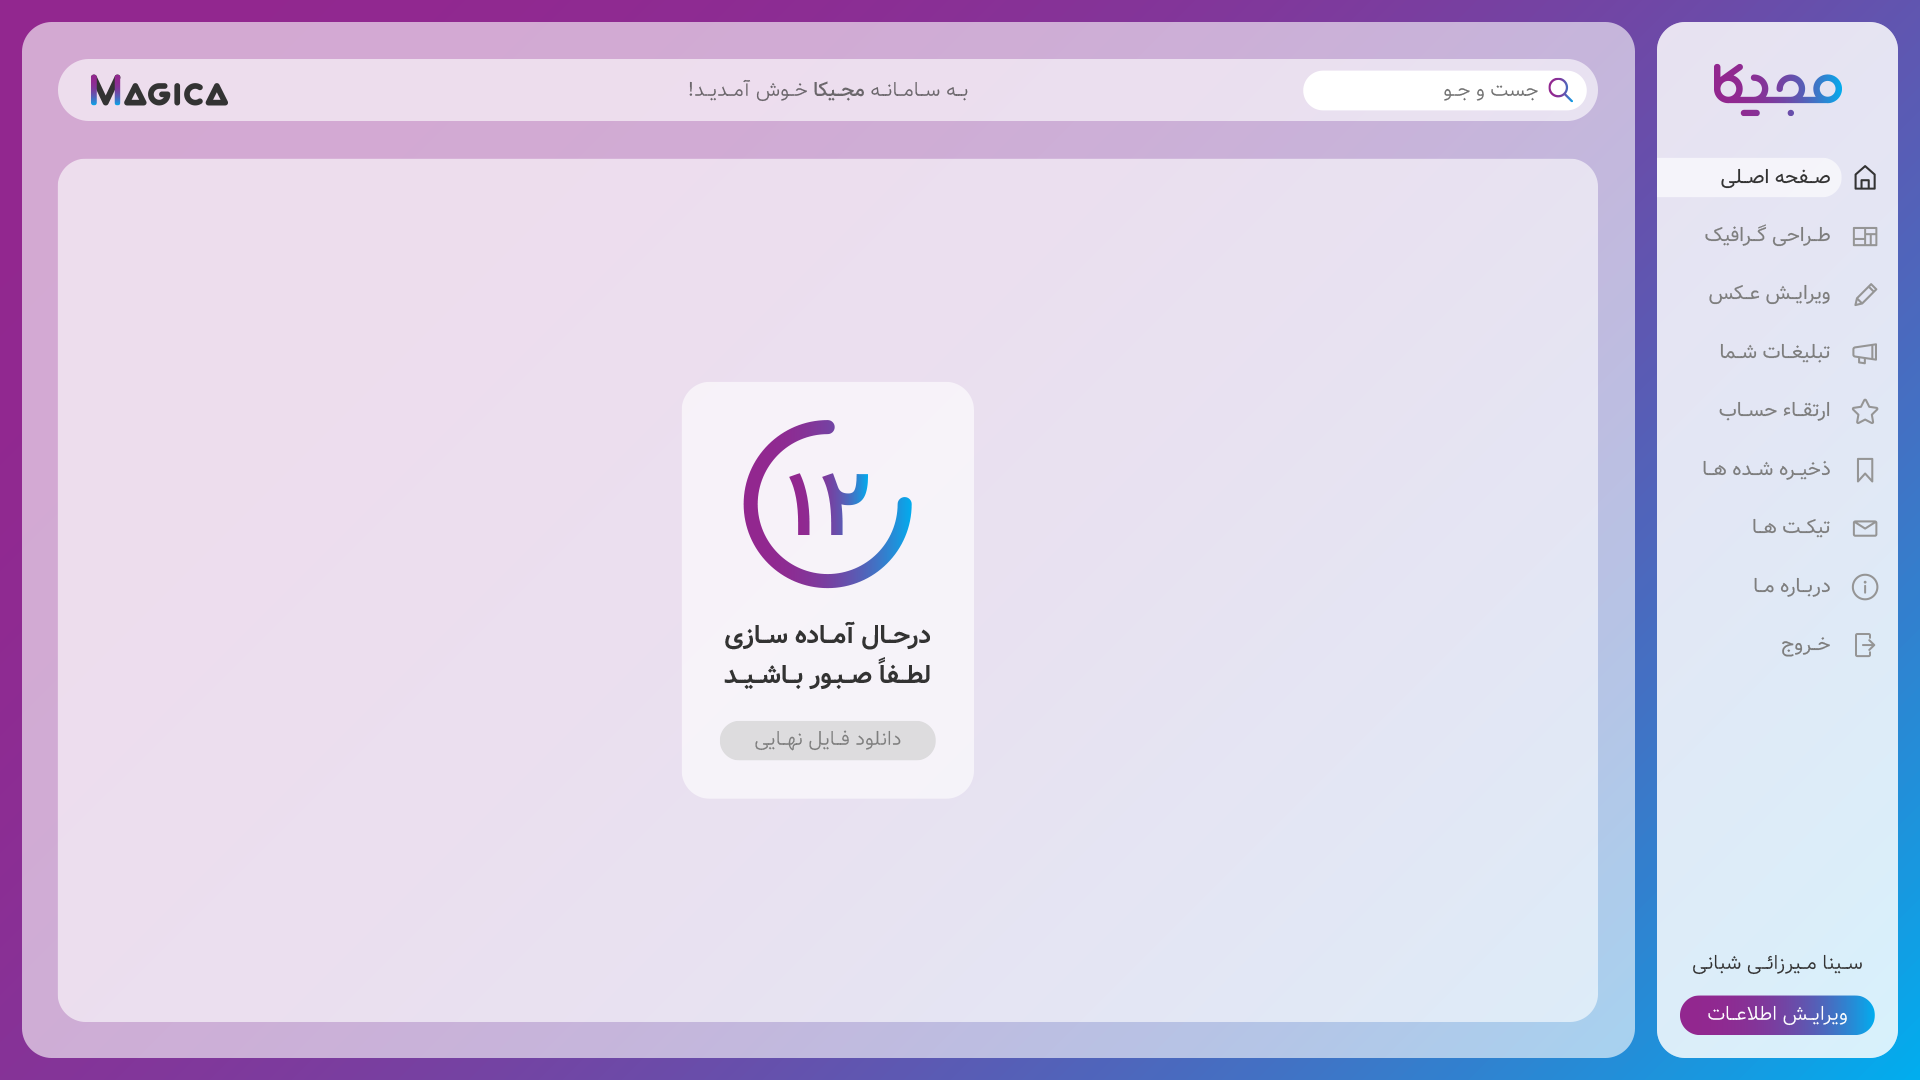 مجیکا
صفحه اصلی
طراحی گرافیک
ویرایش عکس
تبلیغات شما
ارتقاء حساب
ذخیره شده ها
تیکت ها
درباره ما
خروج
سینا میرزائی شبانی
ویرایش اطلاعات
جست و جو
به سامانه مجیکا خوش آمدید!
MAGICA
۱۲
درحال آماده سازی
لطفاً صبور باشید
دانلود فایل نهایی